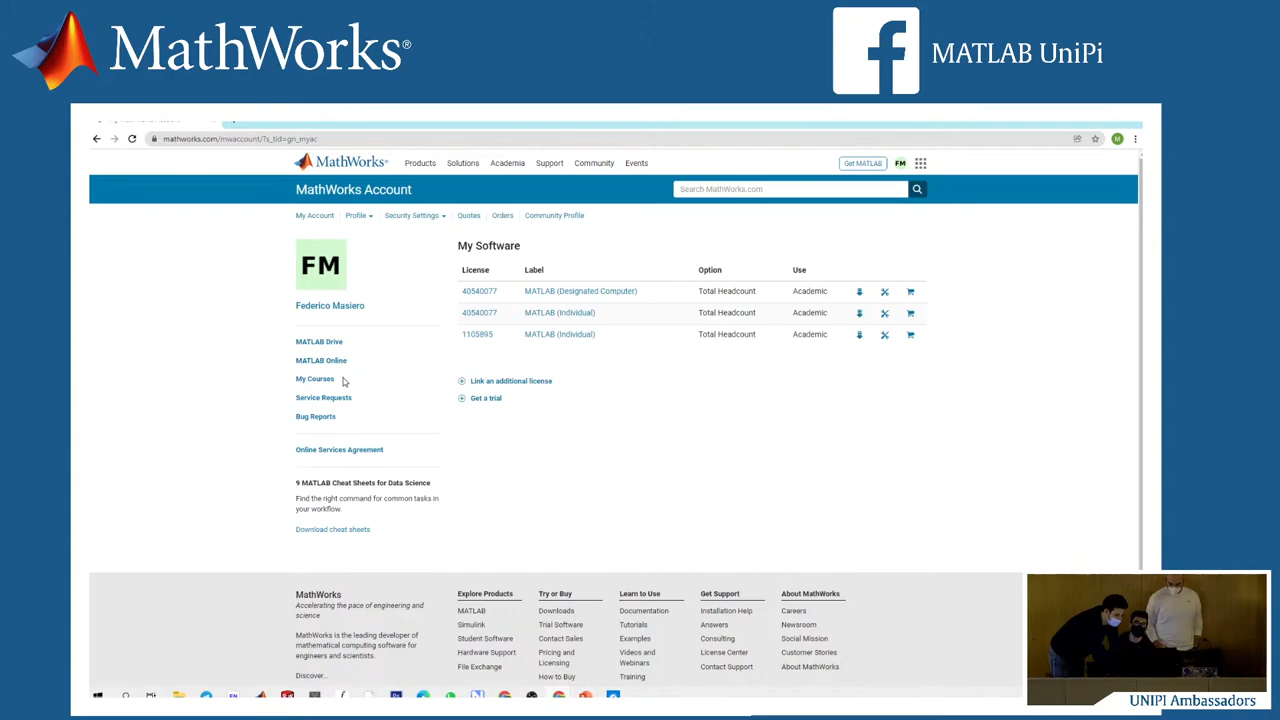 MathWorks®
MATLAB UniPi
mathworks.com/mwaccount/?s_tid=gn_myac
M
MathWorks®
Products
Solutions
Academia
Support
Community
Events
Get MATLAB
FM
MathWorks Account
Search MathWorks.com
My Account
Profile
Security Settings
Quotes
Orders
Community Profile
FM
Federico Masiero
MATLAB Drive
MATLAB Online
My Courses
Service Requests
Bug Reports
Online Services Agreement
9 MATLAB Cheat Sheets for Data Science
Find the right command for common tasks in
your workflow.
Download cheat sheets
My Software
License Label Option Use
40540077 MATLAB (Designated Computer) Total Headcount Academic
40540077 MATLAB (Individual) Total Headcount Academic
1105895 MATLAB (Individual) Total Headcount Academic
Link an additional license
Get a trial
MathWorks
Accelerating the pace of engineering and
science
MathWorks is the leading developer of
mathematical computing software for
engineers and scientists.
Discover...
Explore Products
MATLAB
Simulink
Student Software
Hardware Support
File Exchange
Try or Buy
Downloads
Trial Software
Contact Sales
Pricing and
Licensing
How to Buy
Learn to Use
Documentation
Tutorials
Examples
Videos and
Webinars
Training
Get Support
Installation Help
Answers
Consulting
License Center
Contact Support
About MathWorks
Careers
Newsroom
Social Mission
Customer Stories
About MathWorks
UNIPI Ambassadors